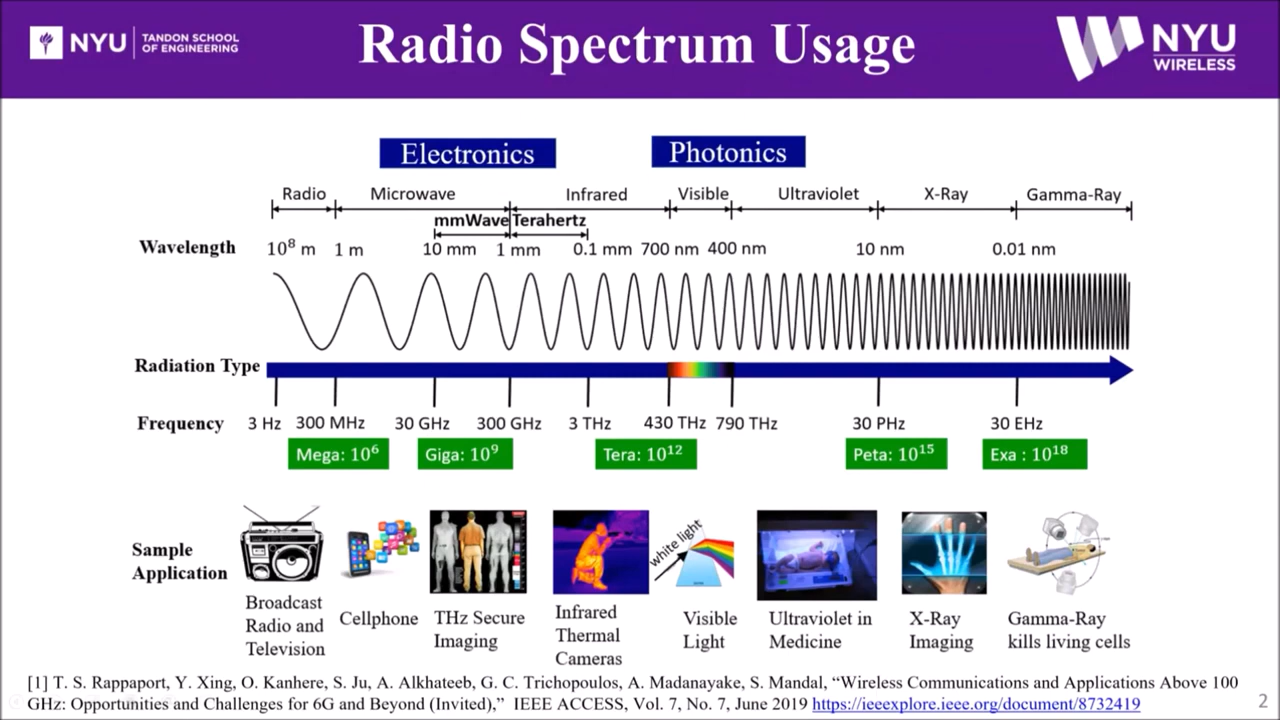 NYU
TANDON SCHOOL
OF ENGINEERING
Radio Spectrum Usage
NYU
WIRELESS
Electronics
Photonics
Radio Microwave Infrared Visible Ultraviolet X-Ray Gamma-Ray
mmWave Terahertz
Wavelength 10⁸ m 1 m 10 mm 1 mm 0.1 mm 700 nm 400 nm 10 nm 0.01 nm
Radiation Type
Frequency 3 Hz 300 MHz 30 GHz 300 GHz 3 THz 430 THz 790 THz 30 PHz 30 EHz
Mega: 10⁶ Giga: 10⁹ Tera: 10¹² Peta: 10¹⁵ Exa : 10¹⁸
White light
Sample
Application
Broadcast
Radio and
Television
Cellphone
THz Secure
Imaging
Infrared
Thermal
Cameras
Visible
Light
Ultraviolet in
Medicine
X-Ray
Imaging
Gamma-Ray
kills living cells
[1] T. S. Rappaport, Y. Xing, O. Kanhere, S. Ju, A. Alkhateeb, G. C. Trichopoulos, A. Madanayake, S. Mandal, “Wireless Communications and Applications Above 100
GHz: Opportunities and Challenges for 6G and Beyond (Invited),” IEEE ACCESS, Vol. 7, No. 7, June 2019 https://ieeexplore.ieee.org/document/8732419
2